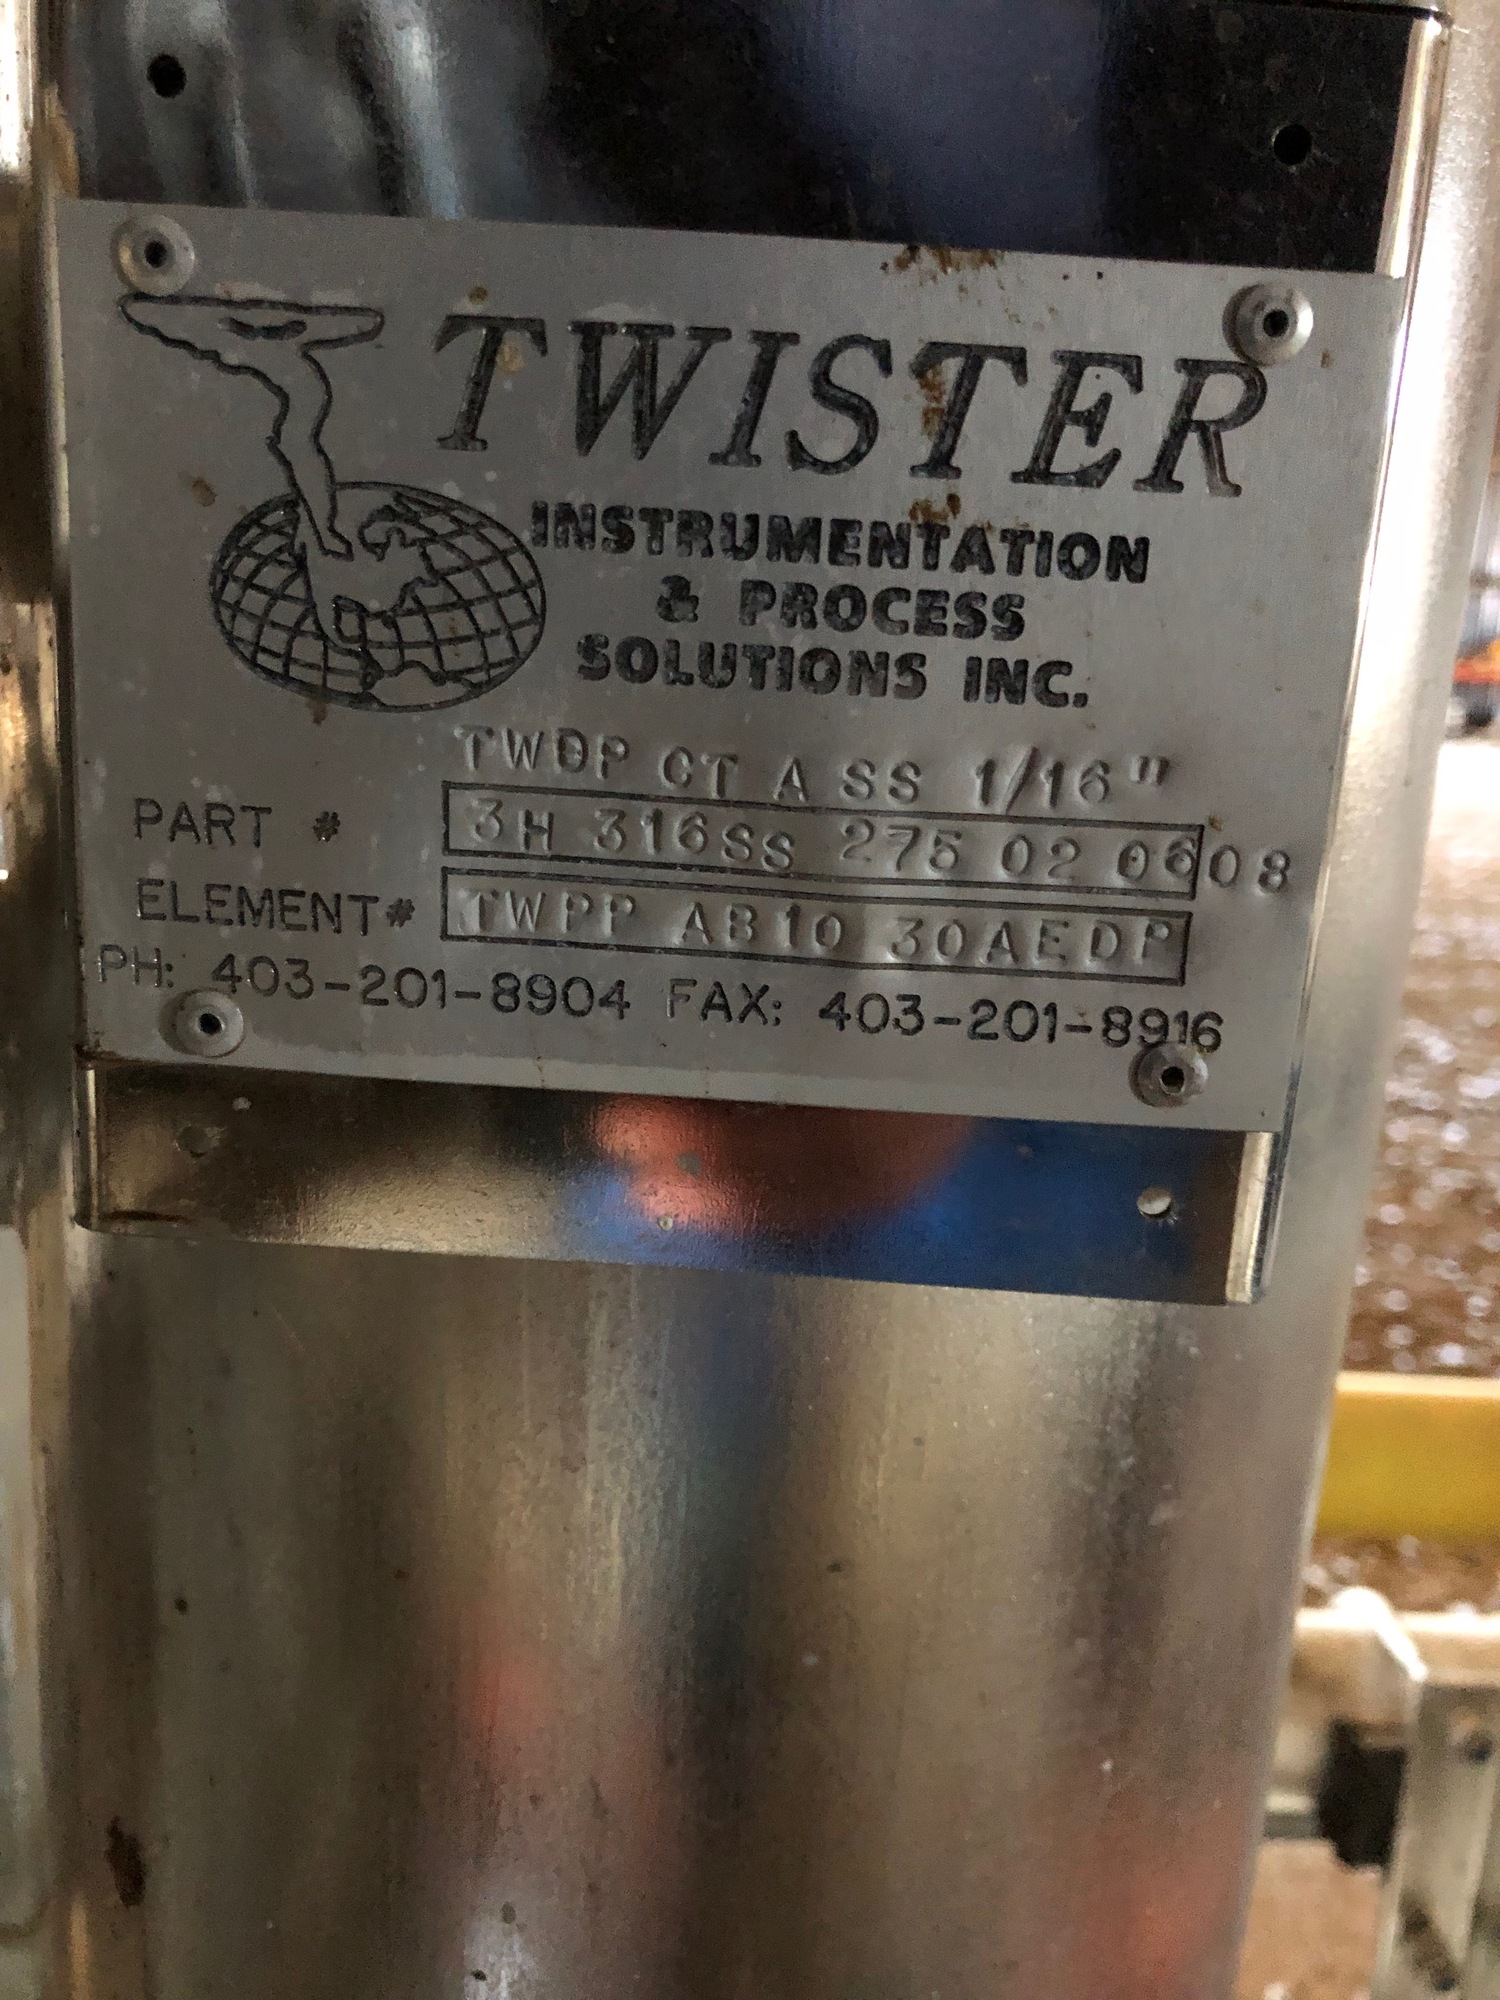 TWISTER
INSTRUMENTATION
& PROCESS
SOLUTIONS INC.
TWDP CT A SS 1/16"
PART # 3H 316SS 275 02 0608
ELEMENT# TWPP AB10 30AEDP
PH: 403-201-8904 FAX: 403-201-8916